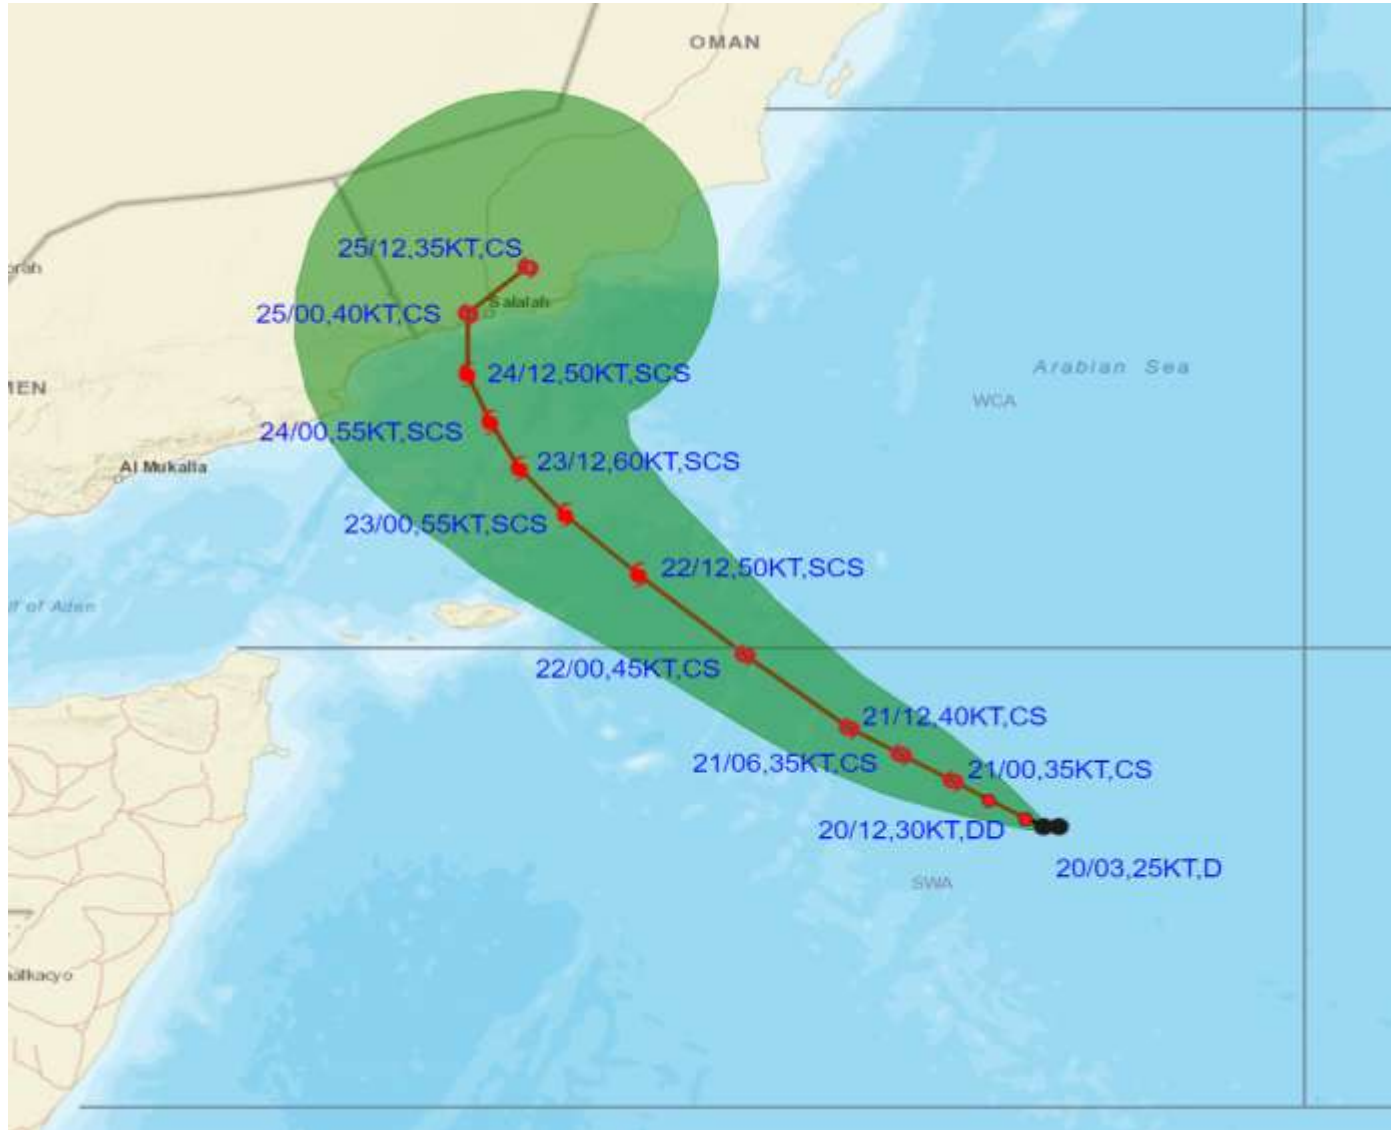 OMAN
25/12,35KT,CS
Salalah
25/00,40KT,CS
Arabian Sea
24/12,50KT,SCS
WCA
24/00,55KT,SCS
23/12,60KT,SCS
Al Mukalla
23/00,55KT,SCS
22/12,50KT,SCS
of Aden
22/00,45KT,CS
21/12,40KT,CS
21/06,35KT,CS
21/00,35KT,CS
20/12,30KT,DD
20/03,25KT,D
SWA